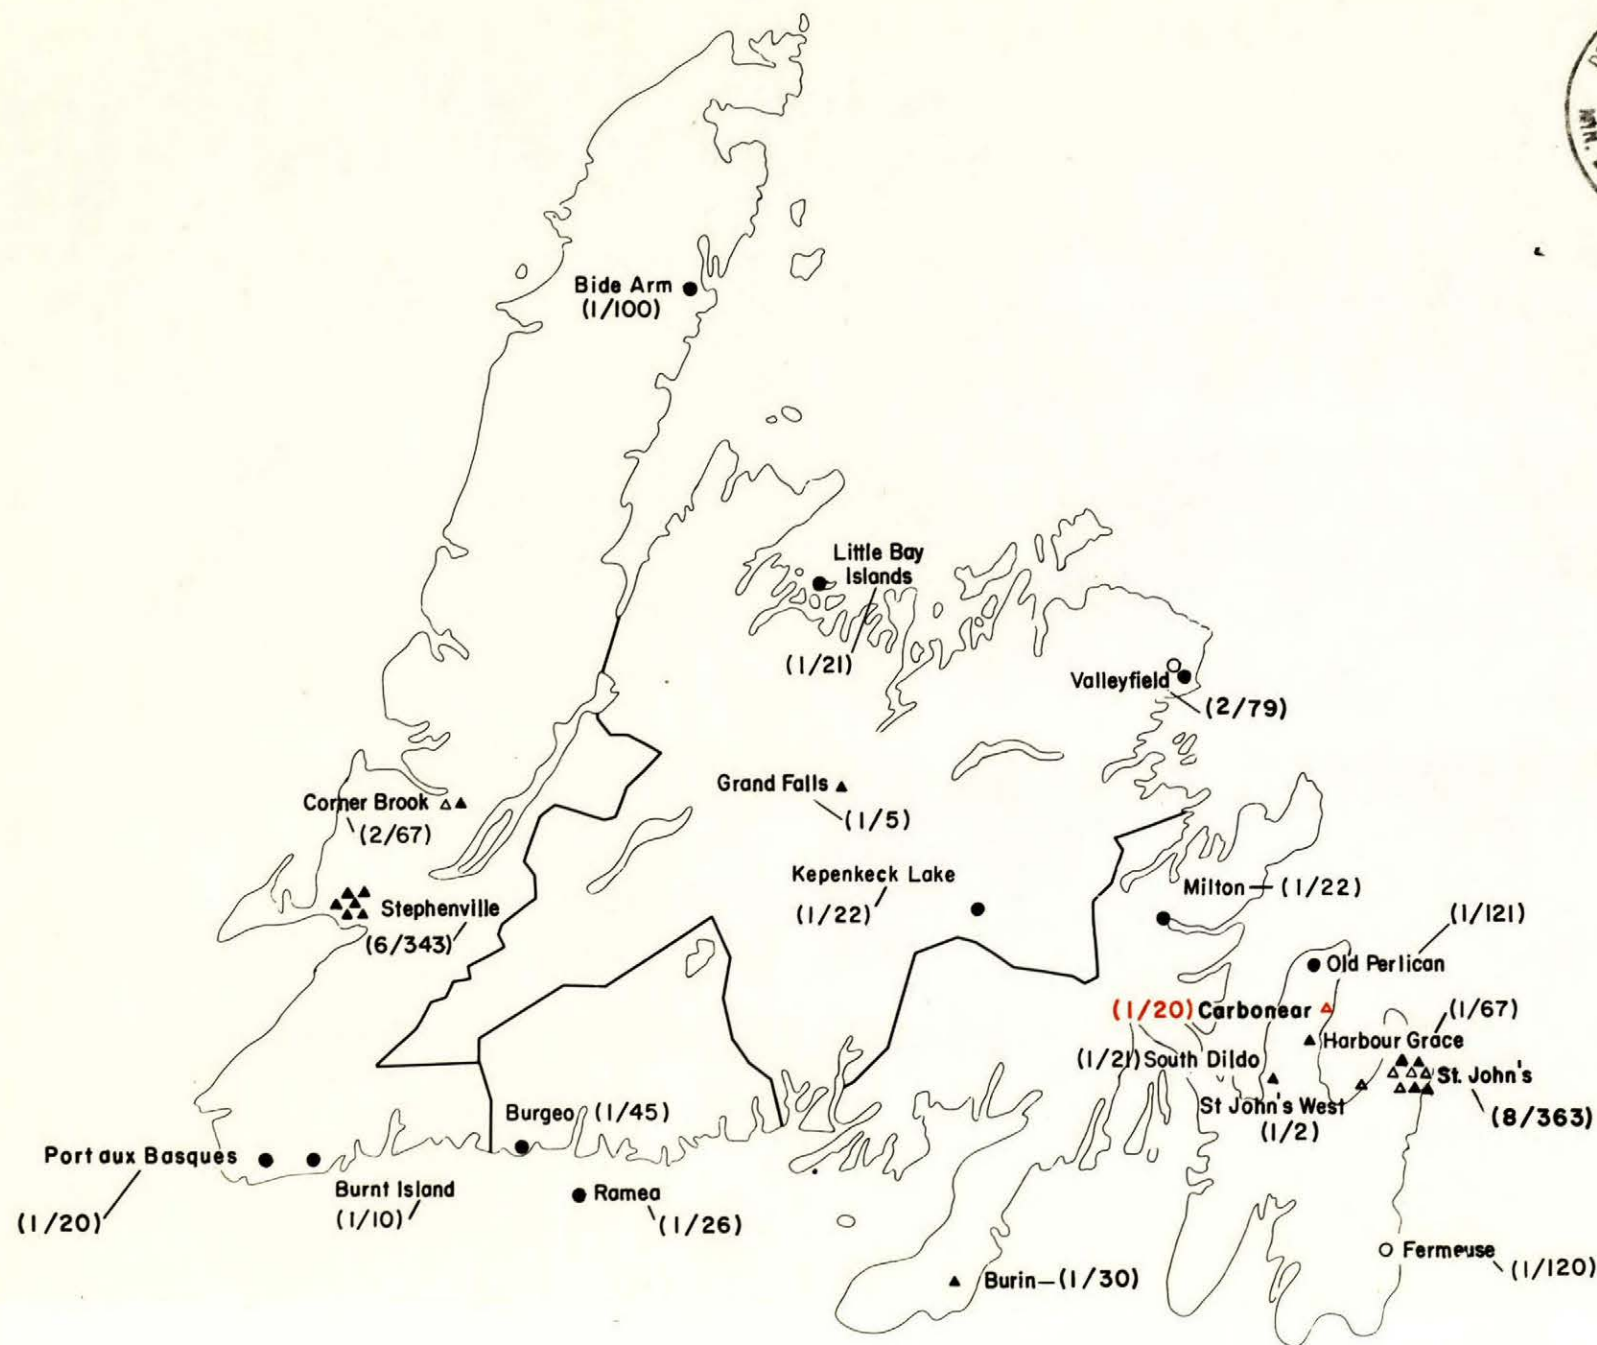 Bide Arm
(1/100)
Little Bay
Islands
(1/21)
Valleyfield
(2/79)
Grand Falls
(1/5)
Corner Brook
(2/67)
Kepenkeck Lake
(1/22)
Milton — (1/22)
Stephenville
(6/343)
(1/121)
Old Perlican
(1/20) Carbonear
(1/67)
Harbour Grace
(1/21) South Dildo
St. John's
St John's West
(1/2)
(8/363)
Burgeo (1/45)
Port aux Basques
(1/20)
Burnt Island
(1/10)
Ramea
(1/26)
Fermeuse
(1/120)
Burin — (1/30)